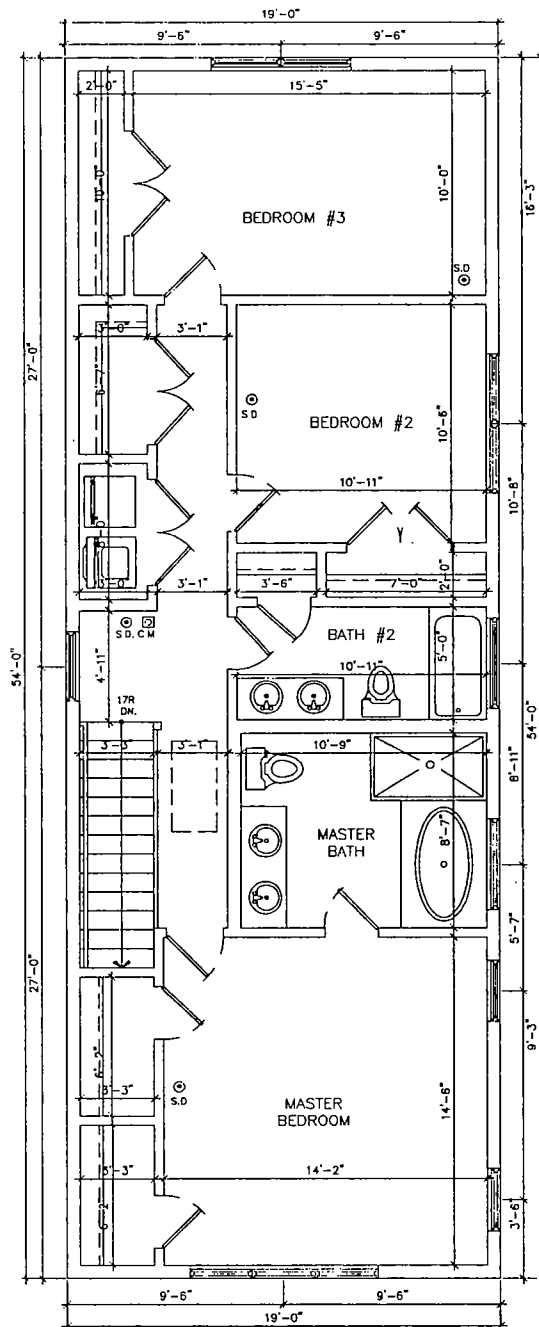 19'-0"
9'-6" 9'-6"
2'-0" 15'-5"
10'-0"
10'-0"
16'-3"
BEDROOM #3
S.D
27'-0"
3'-0" 3'-1"
S.D
BEDROOM #2
10'-6"
10'-11"
10'-8"
Y
3'-0 3'-1" 3'-6" 7'-0"
2'-0"
S.D. C M
BATH #2
5'-0"
4'-11"
10'-11"
54'-0"
54'-0"
17R
DN.
3'-3" 3'-1" 10'-9"
8'-11"
MASTER
BATH
8'-7"
5'-7"
27'-0"
9'-3"
6'-2"
3'-3"
S.D
MASTER
BEDROOM
14'-6"
3'-3" 14'-2"
3'-6"
9'-6" 9'-6"
19'-0"